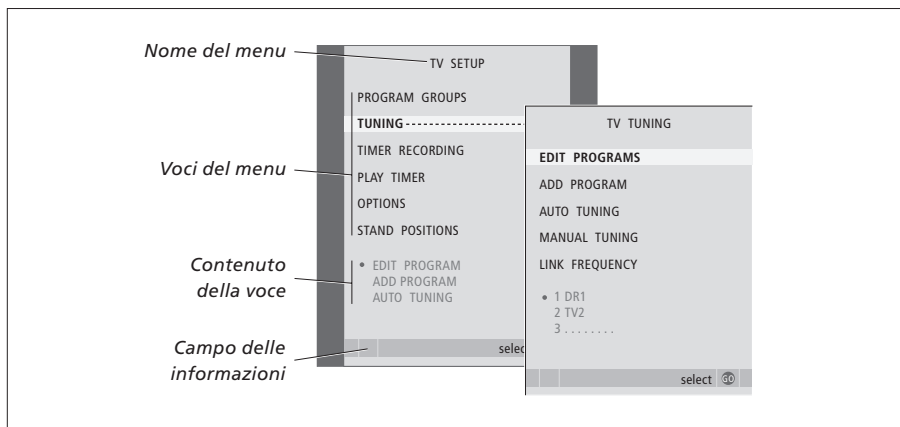 Nome del menu
Voci del menu
Contenuto
della voce
Campo delle
informazioni
TV SETUP
PROGRAM GROUPS
TUNING
TIMER RECORDING
PLAY TIMER
OPTIONS
STAND POSITIONS
• EDIT PROGRAM
ADD PROGRAM
AUTO TUNING
selec
TV TUNING
EDIT PROGRAMS
ADD PROGRAM
AUTO TUNING
MANUAL TUNING
LINK FREQUENCY
• 1 DR1
2 TV2
3 . . . . . . . .
select GO